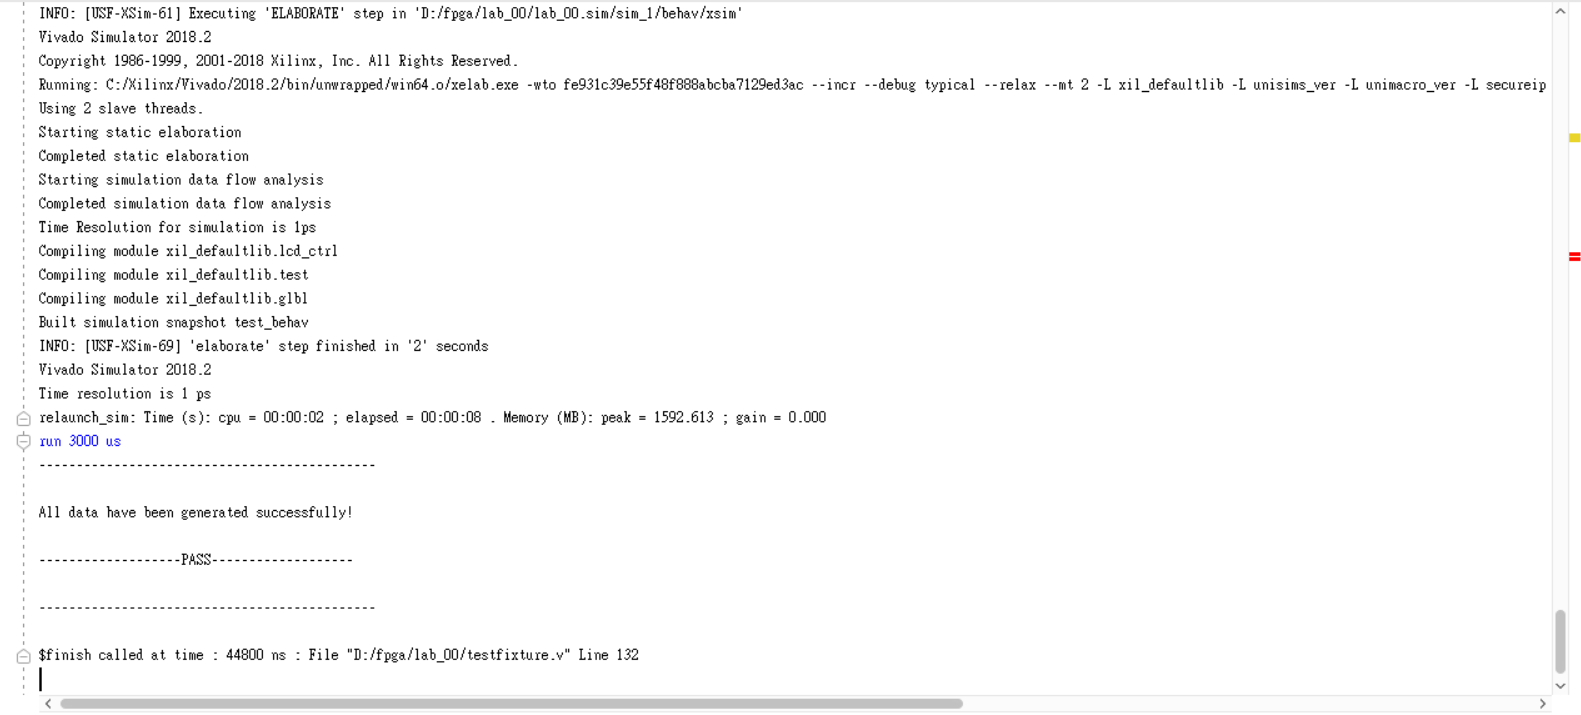 INFO: [USF-XSim-61] Executing 'ELABORATE' step in 'D:/fpga/lab_00/lab_00.sim/sim_1/behav/xsim'
Vivado Simulator 2018.2
Copyright 1986-1999, 2001-2018 Xilinx, Inc. All Rights Reserved.
Running: C:/Xilinx/Vivado/2018.2/bin/unwrapped/win64.o/xelab.exe -wto fe931c39e55f48f888abcba7129ed3ac --incr --debug typical --relax --mt 2 -L xil_defaultlib -L unisims_ver -L unimacro_ver -L secureip
Using 2 slave threads.
Starting static elaboration
Completed static elaboration
Starting simulation data flow analysis
Completed simulation data flow analysis
Time Resolution for simulation is 1ps
Compiling module xil_defaultlib.lcd_ctrl
Compiling module xil_defaultlib.test
Compiling module xil_defaultlib.glbl
Built simulation snapshot test_behav
INFO: [USF-XSim-69] 'elaborate' step finished in '2' seconds
Vivado Simulator 2018.2
Time resolution is 1 ps
relaunch_sim: Time (s): cpu = 00:00:02 ; elapsed = 00:00:08 . Memory (MB): peak = 1592.613 ; gain = 0.000
run 3000 us
---------------------------------------------
All data have been generated successfully!
-------------------PASS-------------------
---------------------------------------------
$finish called at time : 44800 ns : File "D:/fpga/lab_00/testfixture.v" Line 132